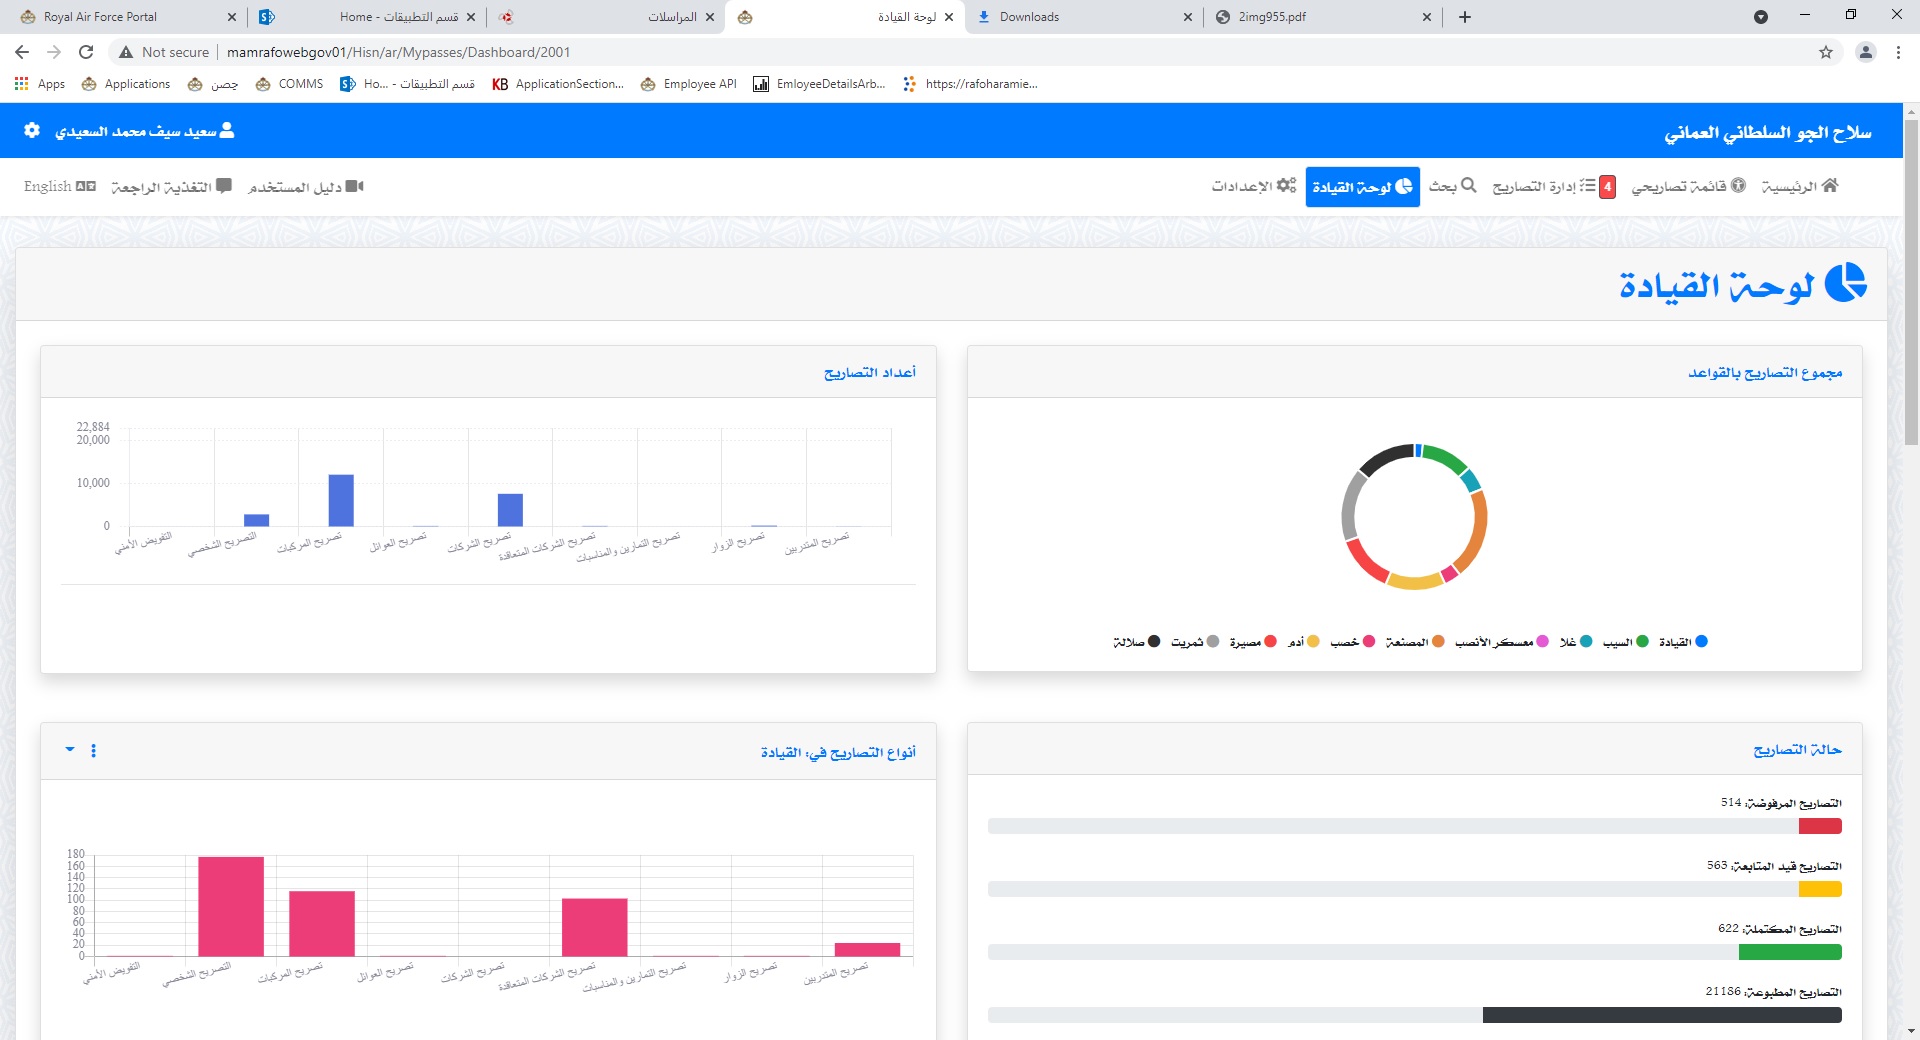 Royal Air Force Portal
Home - قسم التطبيقات
المراسلات
لوحة القيادة
Downloads
2img955.pdf
Not secure
mamrafowebgov01/Hisn/ar/Mypasses/Dashboard/2001
Apps
Applications
حِصن
COMMS
Ho... - قسم التطبيقات
KB ApplicationSection...
Employee API
EmloyeeDetailsArb...
https://rafoharamie...
سلاح الجو السلطاني العماني
سعيد سيف محمد السعيدي
الرئيسية
قائمة تصاريحي
4 إدارة التصاريح
بحث
لوحة القيادة
الإعدادات
دليل المستخدم
التغذية الراجعة
English
لوحة القيادة
مجموع التصاريح بالقواعد
القيادة السيب غلا معسكر الأنصب المصنعة خصب أدم مصيرة ثمريت صلالة
أعداد التصاريح
22,884
20,000
10,000
0
التفويض الأمني
التصريح الشخصي
تصريح المركبات
تصريح العوائل
تصريح الشركات
تصريح الشركات المتعاقدة
تصريح التمارين والمناسبات
تصريح الزوار
تصريح المتدربين
حالة التصاريح
التصاريح المرفوضة: 514
التصاريح قيد المتابعة: 563
التصاريح المكتملة: 622
التصاريح المطبوعة: 21186
أنواع التصاريح في: القيادة
180
160
140
120
100
80
60
40
20
0
التفويض الأمني
التصريح الشخصي
تصريح المركبات
تصريح العوائل
تصريح الشركات
تصريح الشركات المتعاقدة
تصريح التمارين والمناسبات
تصريح الزوار
تصريح المتدربين